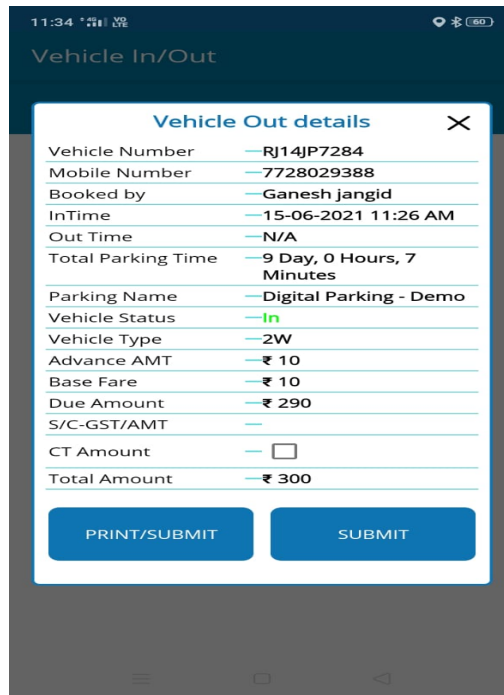 11:34 4G VO LTE 60
Vehicle In/Out
Vehicle Out details
Vehicle Number RJ14JP7284
Mobile Number 7728029388
Booked by Ganesh jangid
InTime 15-06-2021 11:26 AM
Out Time N/A
Total Parking Time 9 Day, 0 Hours, 7
Minutes
Parking Name Digital Parking - Demo
Vehicle Status In
Vehicle Type 2W
Advance AMT ₹ 10
Base Fare ₹ 10
Due Amount ₹ 290
S/C-GST/AMT
CT Amount
Total Amount ₹ 300
PRINT/SUBMIT SUBMIT